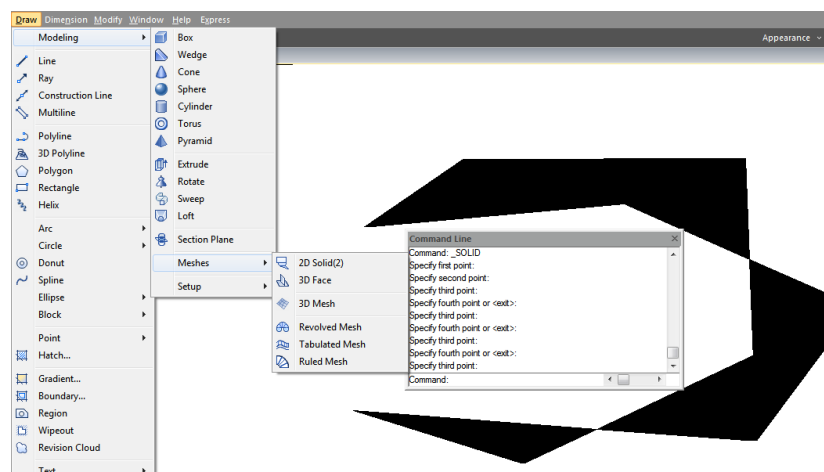 Draw Dimension Modify Window Help Express
Appearance
Modeling
Line
Ray
Construction Line
Multiline
Polyline
3D Polyline
Polygon
Rectangle
Helix
Arc
Circle
Donut
Spline
Ellipse
Block
Point
Hatch...
Gradient...
Boundary...
Region
Wipeout
Revision Cloud
Text
Box
Wedge
Cone
Sphere
Cylinder
Torus
Pyramid
Extrude
Rotate
Sweep
Loft
Section Plane
Meshes
Setup
2D Solid(2)
3D Face
3D Mesh
Revolved Mesh
Tabulated Mesh
Ruled Mesh
Command Line
Command: _SOLID
Specify first point:
Specify second point:
Specify third point:
Specify fourth point or <exit>:
Specify third point:
Specify fourth point or <exit>:
Specify third point:
Specify fourth point or <exit>:
Specify third point:
Command: